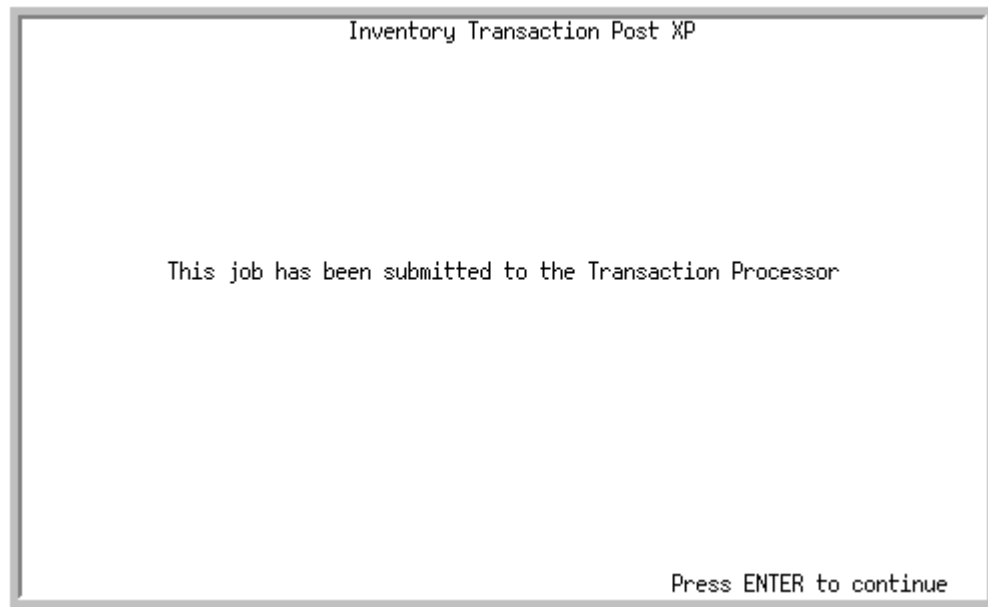 Inventory Transaction Post XP
This job has been submitted to the Transaction Processor
Press ENTER to continue